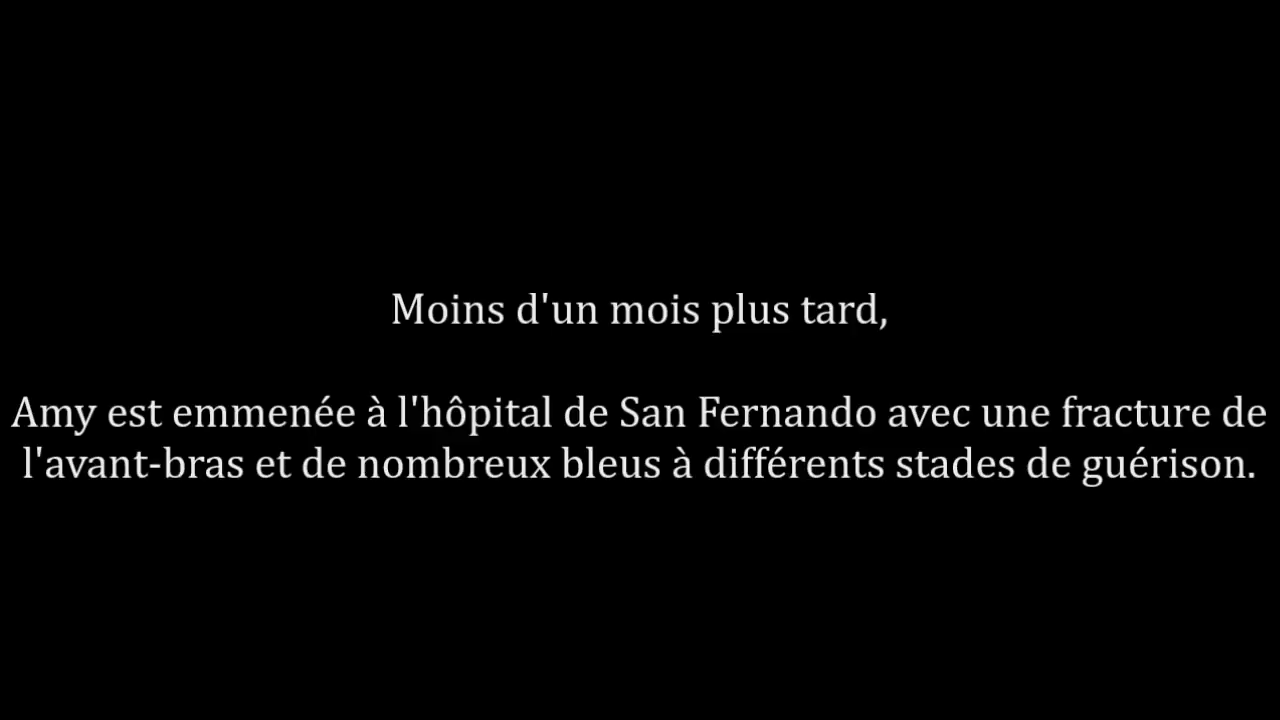 Moins d'un mois plus tard,
Amy est emmenée à l'hôpital de San Fernando avec une fracture de
l'avant-bras et de nombreux bleus à différents stades de guérison.